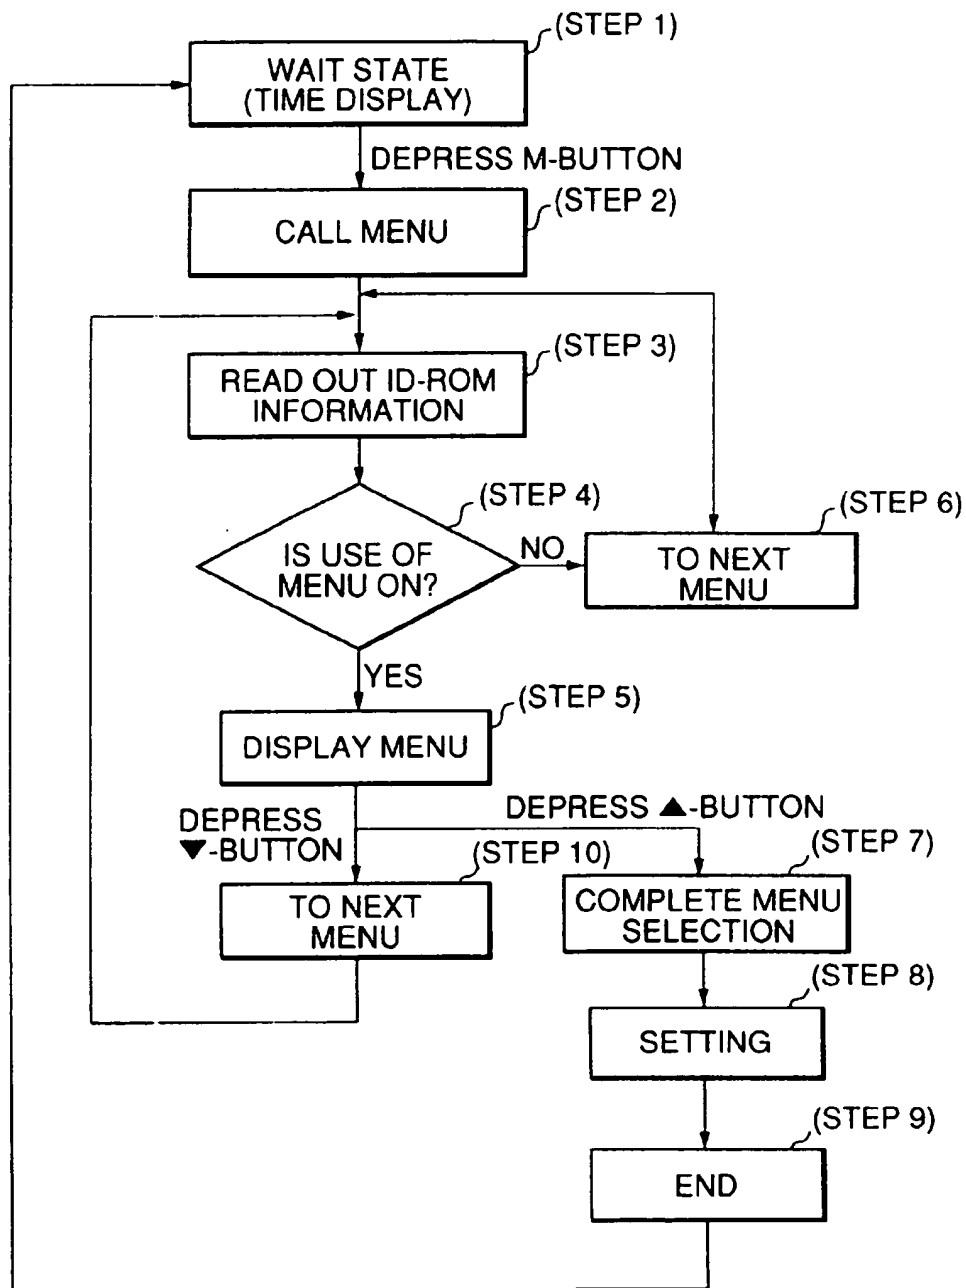 (STEP 1)
WAIT STATE
(TIME DISPLAY)
DEPRESS M-BUTTON
(STEP 2)
CALL MENU
(STEP 3)
READ OUT ID-ROM
INFORMATION
(STEP 4)
IS USE OF
MENU ON?
NO
(STEP 6)
TO NEXT
MENU
YES
(STEP 5)
DISPLAY MENU
DEPRESS
▼-BUTTON
DEPRESS ▲-BUTTON
(STEP 10)
TO NEXT
MENU
(STEP 7)
COMPLETE MENU
SELECTION
(STEP 8)
SETTING
(STEP 9)
END